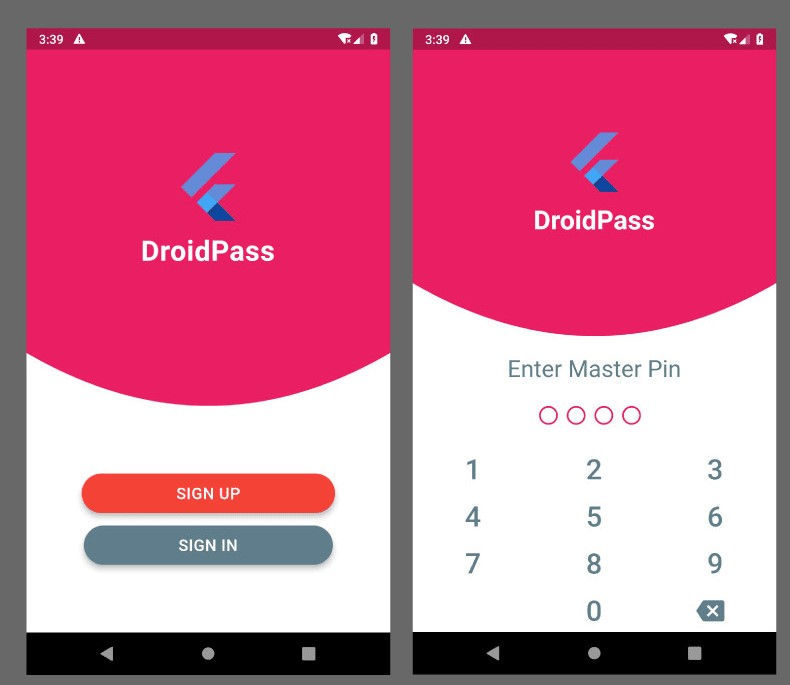 3:39
DroidPass
SIGN UP
SIGN IN
3:39
DroidPass
Enter Master Pin
1 2 3
4 5 6
7 8 9
0